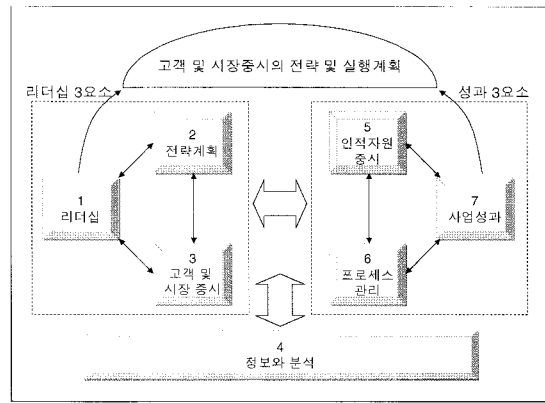 고객 및 시장중시의 전략 및 실행계획
리더십 3요소
성과 3요소
2
전략계획
5
인적자원
중시
1
리더십
7
사업성과
3
고객 및
시장 중시
6
프로세스
관리
4
정보와 분석